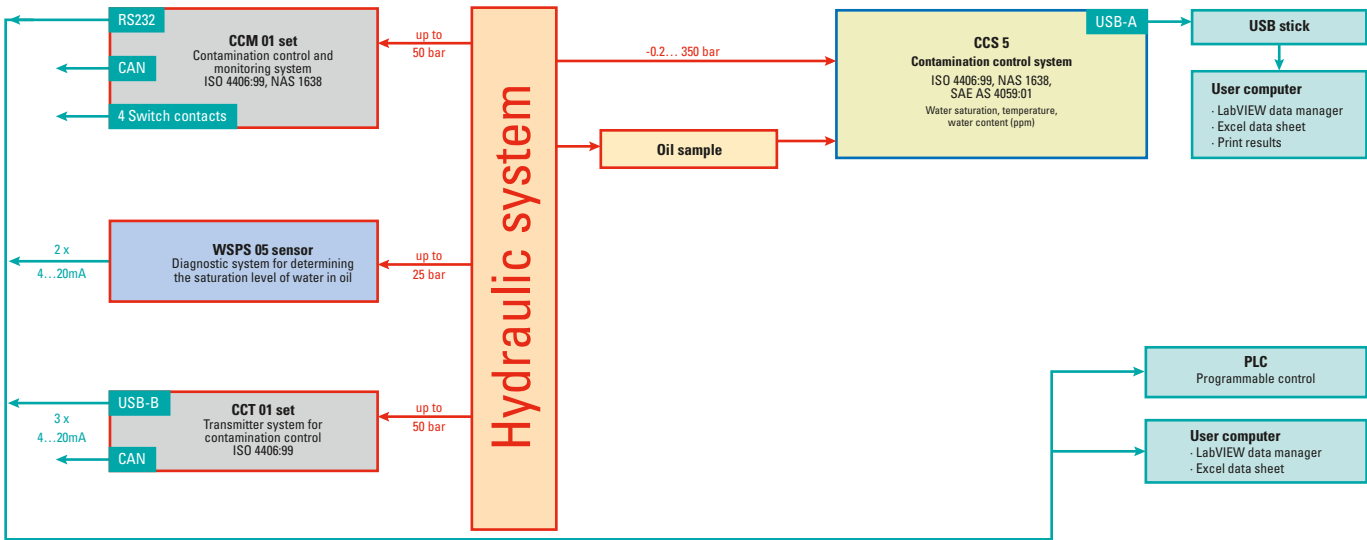 RS232
CCM 01 set
Contamination control and
monitoring system
ISO 4406:99, NAS 1638
CAN
4 Switch contacts
up to
50 bar
WSPS 05 sensor
Diagnostic system for determining
the saturation level of water in oil
2 x
4…20mA
up to
25 bar
USB-B
CCT 01 set
Transmitter system for
contamination control
ISO 4406:99
3 x
4…20mA
CAN
up to
50 bar
Hydraulic system
-0.2… 350 bar
Oil sample
USB-A
CCS 5
Contamination control system
ISO 4406:99, NAS 1638,
SAE AS 4059:01
Water saturation, temperature,
water content (ppm)
USB stick
User computer
· LabVIEW data manager
· Excel data sheet
· Print results
PLC
Programmable control
User computer
· LabVIEW data manager
· Excel data sheet